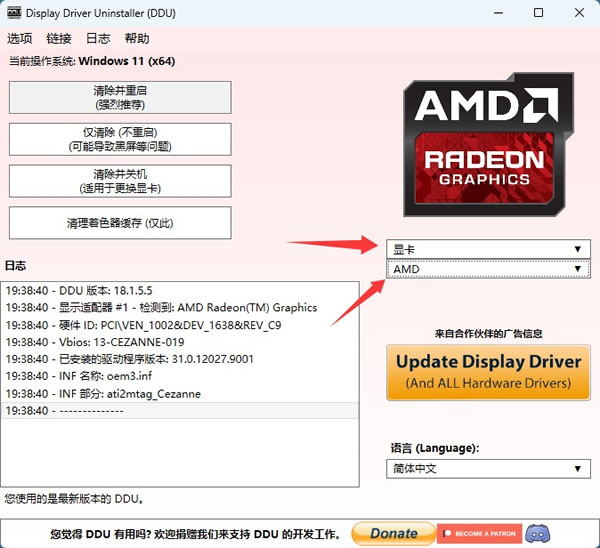 Display Driver Uninstaller (DDU)
选项 链接 日志 帮助
当前操作系统: Windows 11 (x64)
清除并重启
(强烈推荐)
仅清除 (不重启)
(可能导致黑屏等问题)
清除并关机
(适用于更换显卡)
清理着色器缓存 (仅此)
AMD
RADEON
GRAPHICS
显卡
AMD
日志
19:38:40 - DDU 版本: 18.1.5.5
19:38:40 - 显示适配器 #1 - 检测到: AMD Radeon(TM) Graphics
19:38:40 - 硬件 ID: PCI\VEN_1002&DEV_1638&REV_C9
19:38:40 - Vbios: 13-CEZANNE-019
19:38:40 - 已安装的驱动程序版本: 31.0.12027.9001
19:38:40 - INF 名称: oem3.inf
19:38:40 - INF 部分: ati2mtag_Cezanne
19:38:40 - --------------
来自合作伙伴的广告信息
Update Display Driver
(And ALL Hardware Drivers)
语言 (Language):
简体中文
您使用的是最新版本的 DDU。
您觉得 DDU 有用吗? 欢迎捐赠我们来支持 DDU 的开发工作。
Donate
BECOME A PATRON